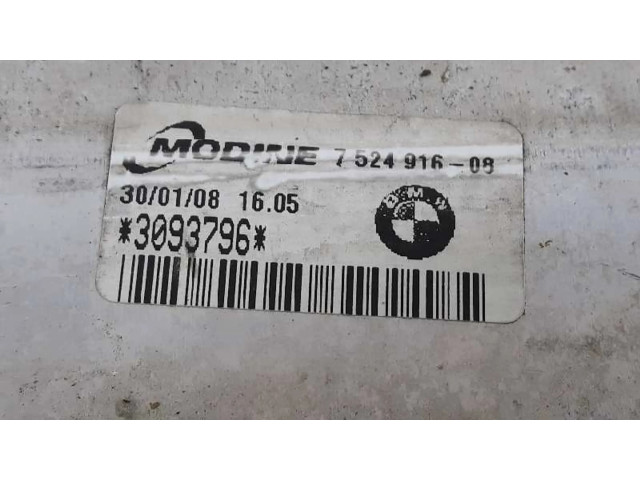 MODINE 7 524 916-08
30/01/08 16.05
*3093796*
BMW